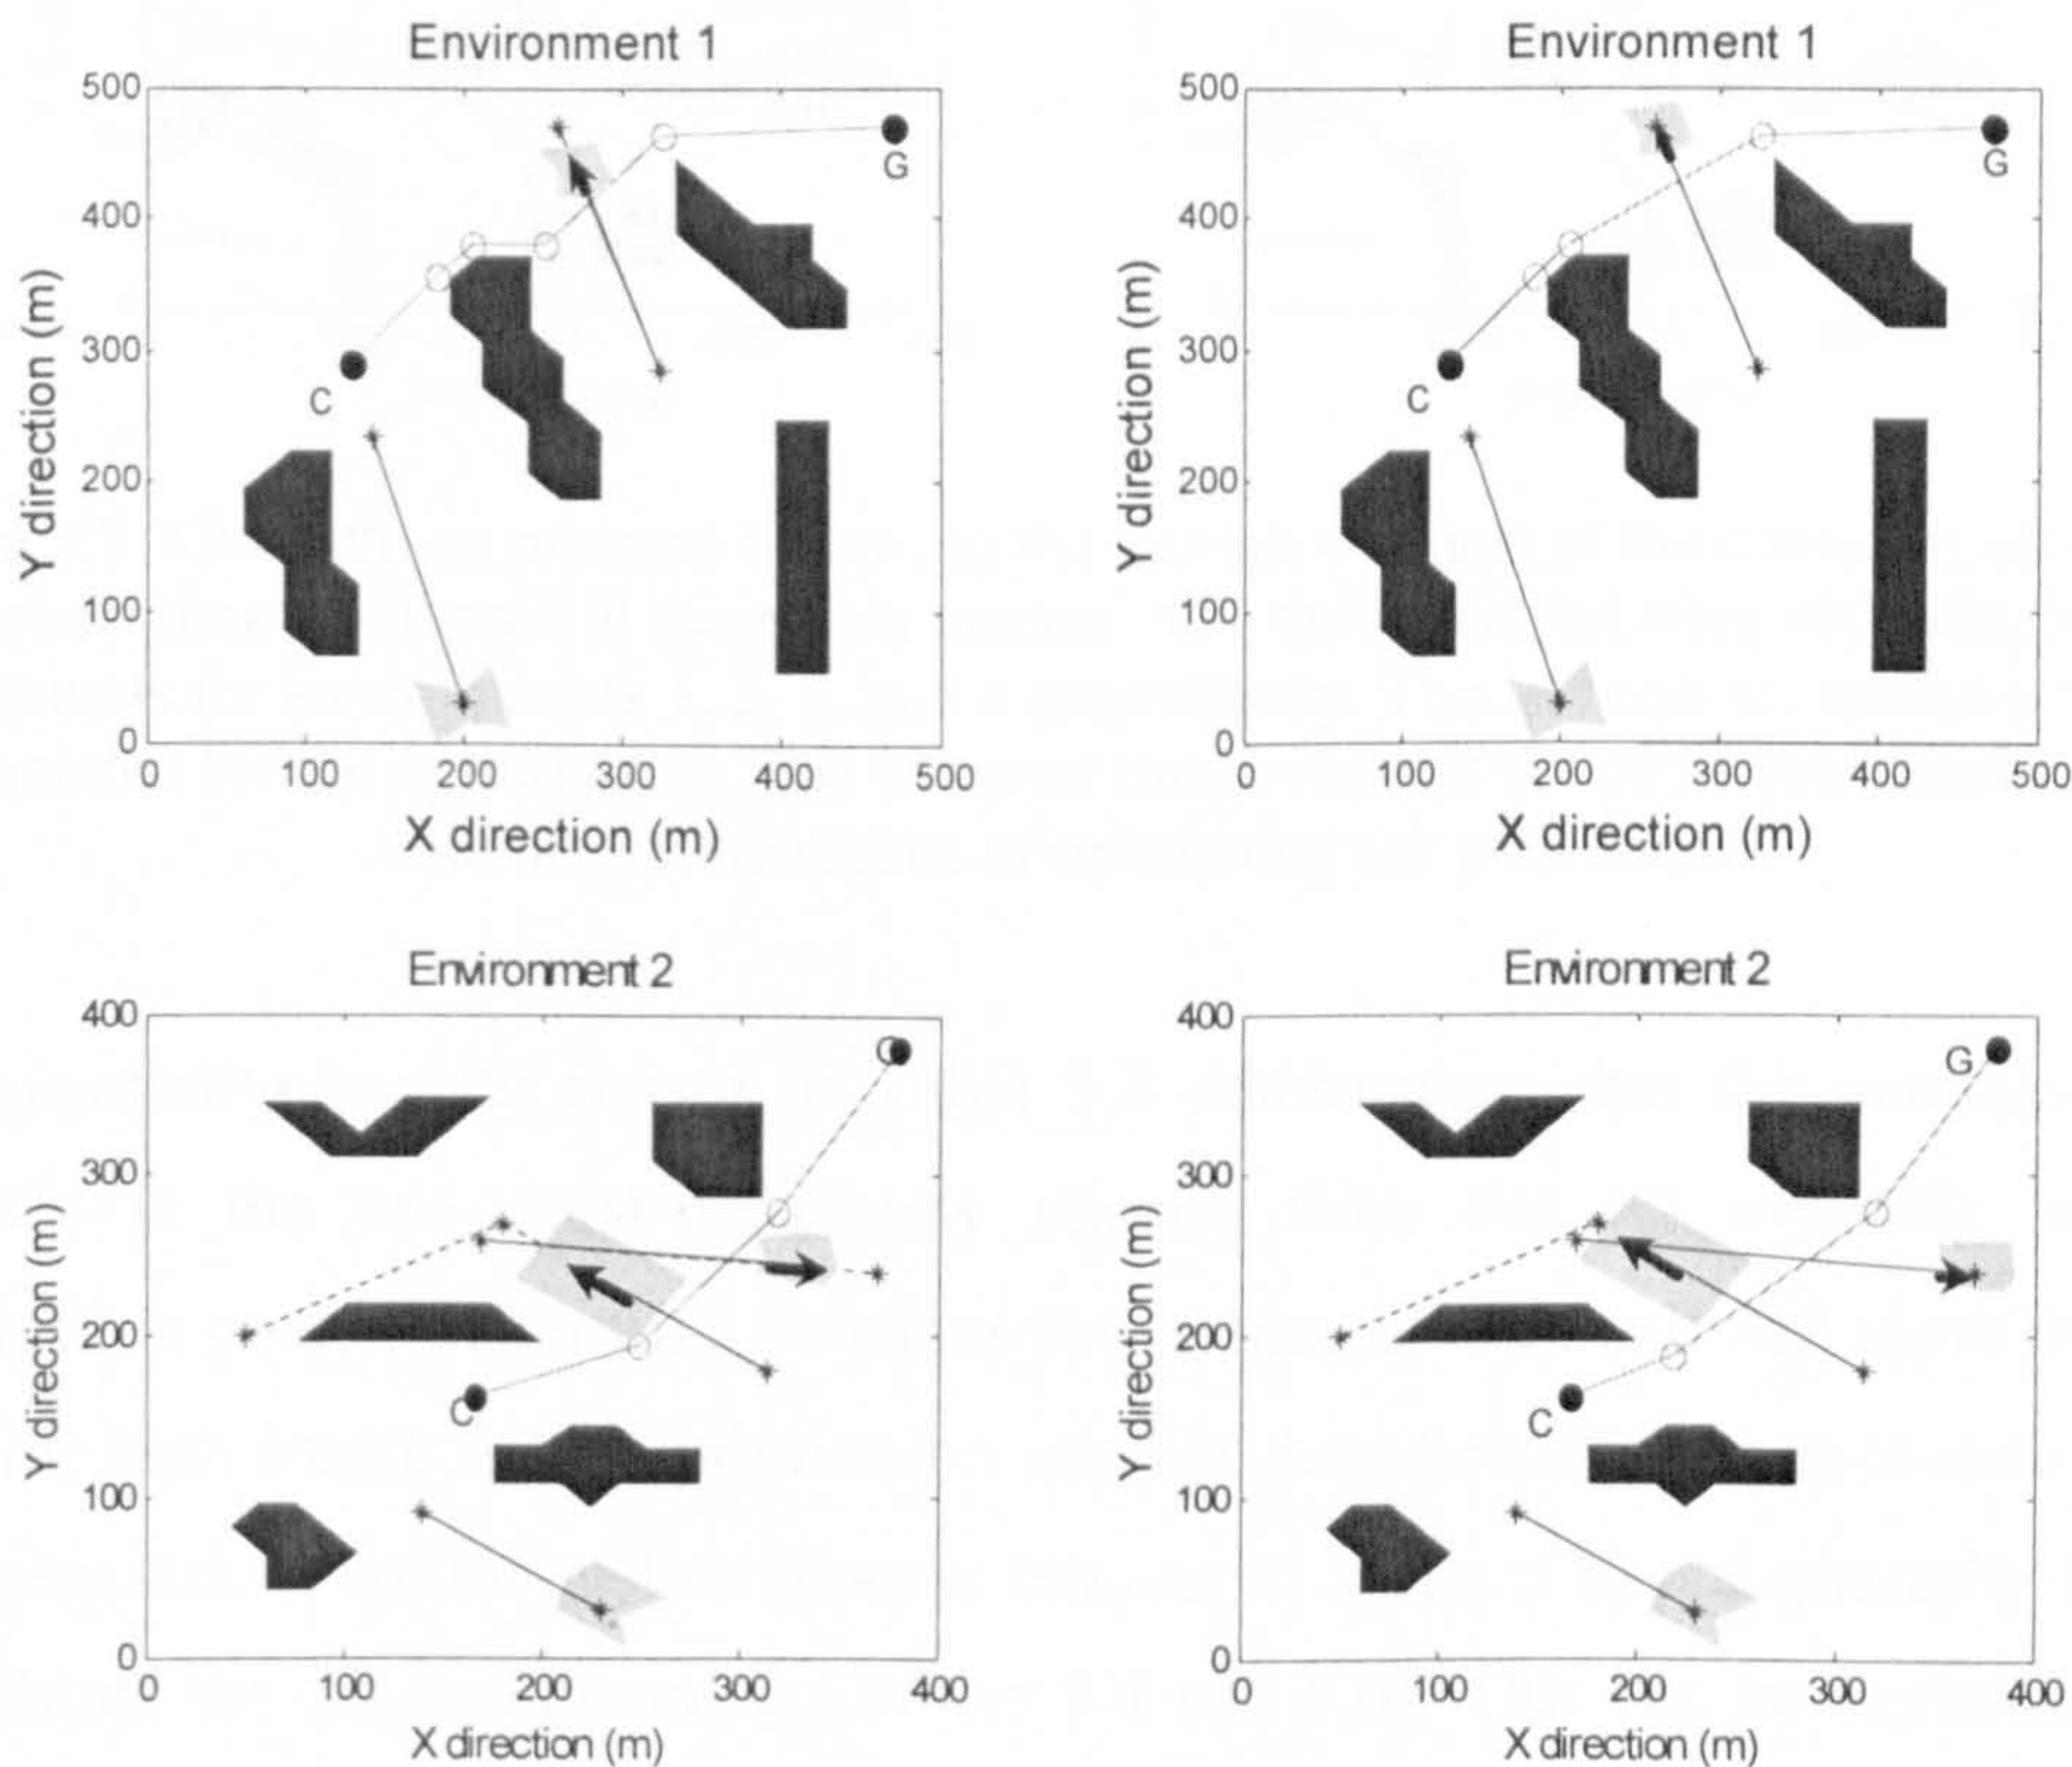 Environment 1
500
400
300
200
100
0
Y direction (m)
G
C
0 100 200 300 400 500
X direction (m)
Environment 1
500
400
300
200
100
0
Y direction (m)
G
C
0 100 200 300 400 500
X direction (m)
Environment 2
400
300
200
100
0
Y direction (m)
C
0 100 200 300 400
X direction (m)
Environment 2
400
300
200
100
0
Y direction (m)
G
C
0 100 200 300 400
X direction (m)